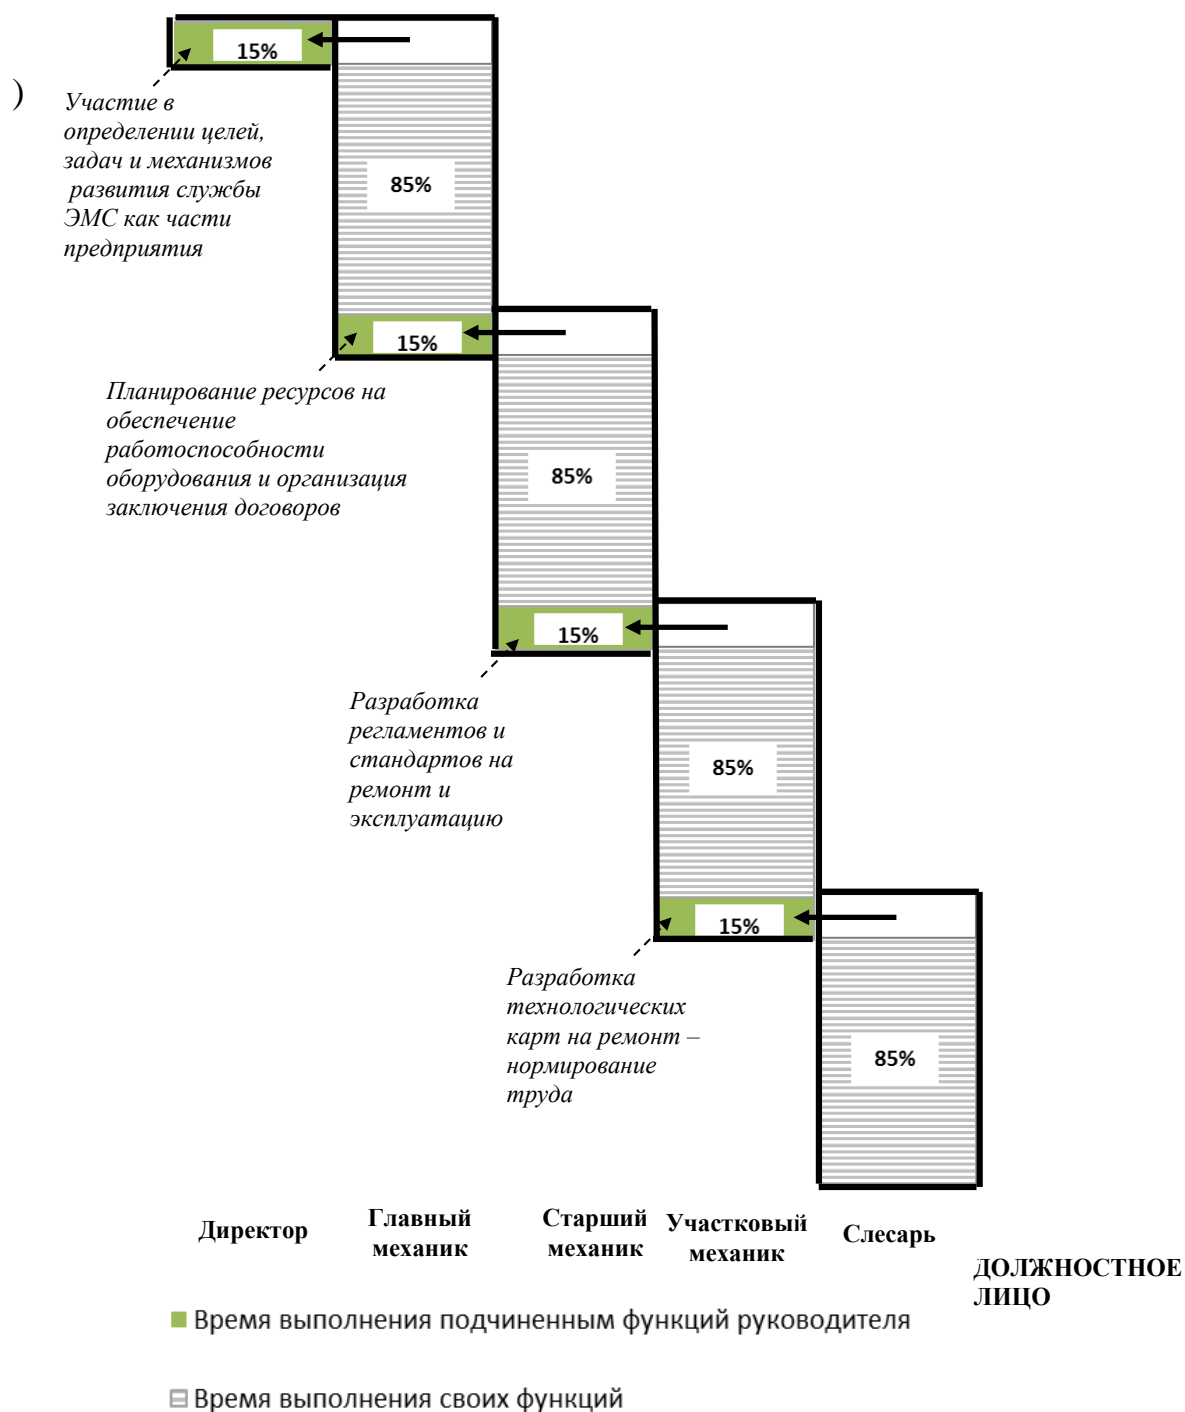 15%
)
Участие в
определении целей,
задач и механизмов
развития службы
ЭМС как части
предприятия
85%
15%
Планирование ресурсов на
обеспечение
работоспособности
оборудования и организация
заключения договоров
85%
15%
Разработка
регламентов и
стандартов на
ремонт и
эксплуатацию
85%
15%
Разработка
технологических
карт на ремонт –
нормирование
труда
85%
Директор
Главный
механик
Старший
механик
Участковый
механик
Слесарь
ДОЛЖНОСТНОЕ
ЛИЦО
Время выполнения подчиненным функций руководителя
Время выполнения своих функций